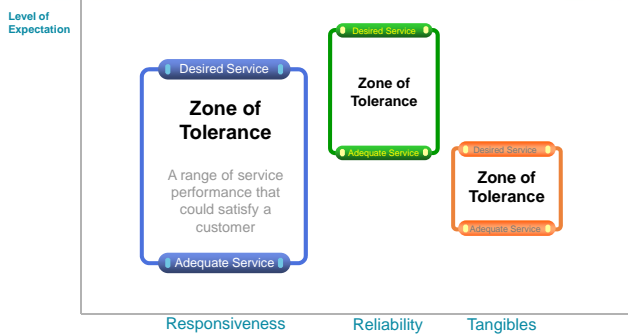 Level of
Expectation
Desired Service
Zone of
Tolerance
A range of service
performance that
could satisfy a
customer
Adequate Service
Desired Service
Zone of
Tolerance
Adequate Service
Desired Service
Zone of
Tolerance
Adequate Service
Responsiveness
Reliability
Tangibles